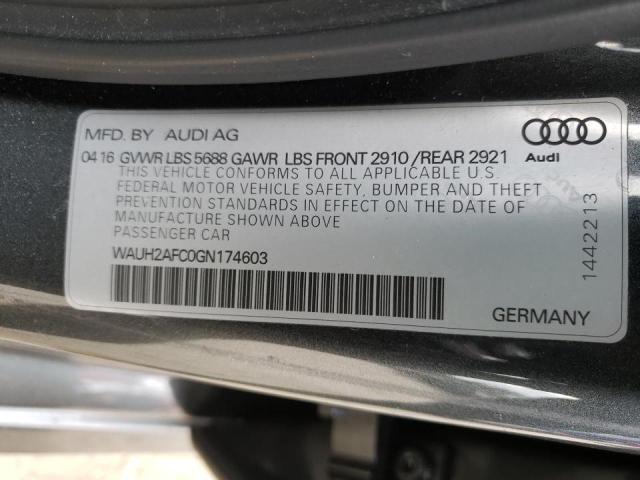 MFD. BY AUDI AG
0416 GVWR LBS 5688 GAWR LBS FRONT 2910 / REAR 2921
Audi
THIS VEHICLE CONFORMS TO ALL APPLICABLE U.S
FEDERAL MOTOR VEHICLE SAFETY, BUMPER AND THEFT
PREVENTION STANDARDS IN EFFECT ON THE DATE OF
MANUFACTURE SHOWN ABOVE
PASSENGER CAR
WAUH2AFC0GN174603
1442213
GERMANY